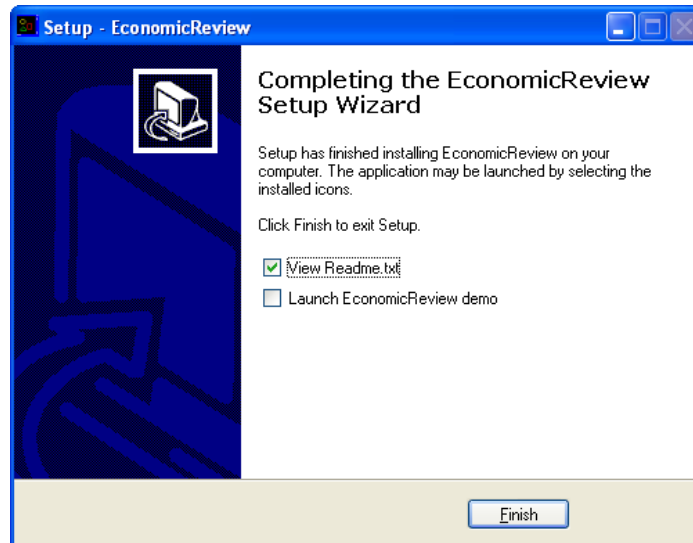 Setup - EconomicReview
Completing the EconomicReview
Setup Wizard
Setup has finished installing EconomicReview on your
computer. The application may be launched by selecting the
installed icons.
Click Finish to exit Setup.
View Readme.txt
Launch EconomicReview demo
Finish